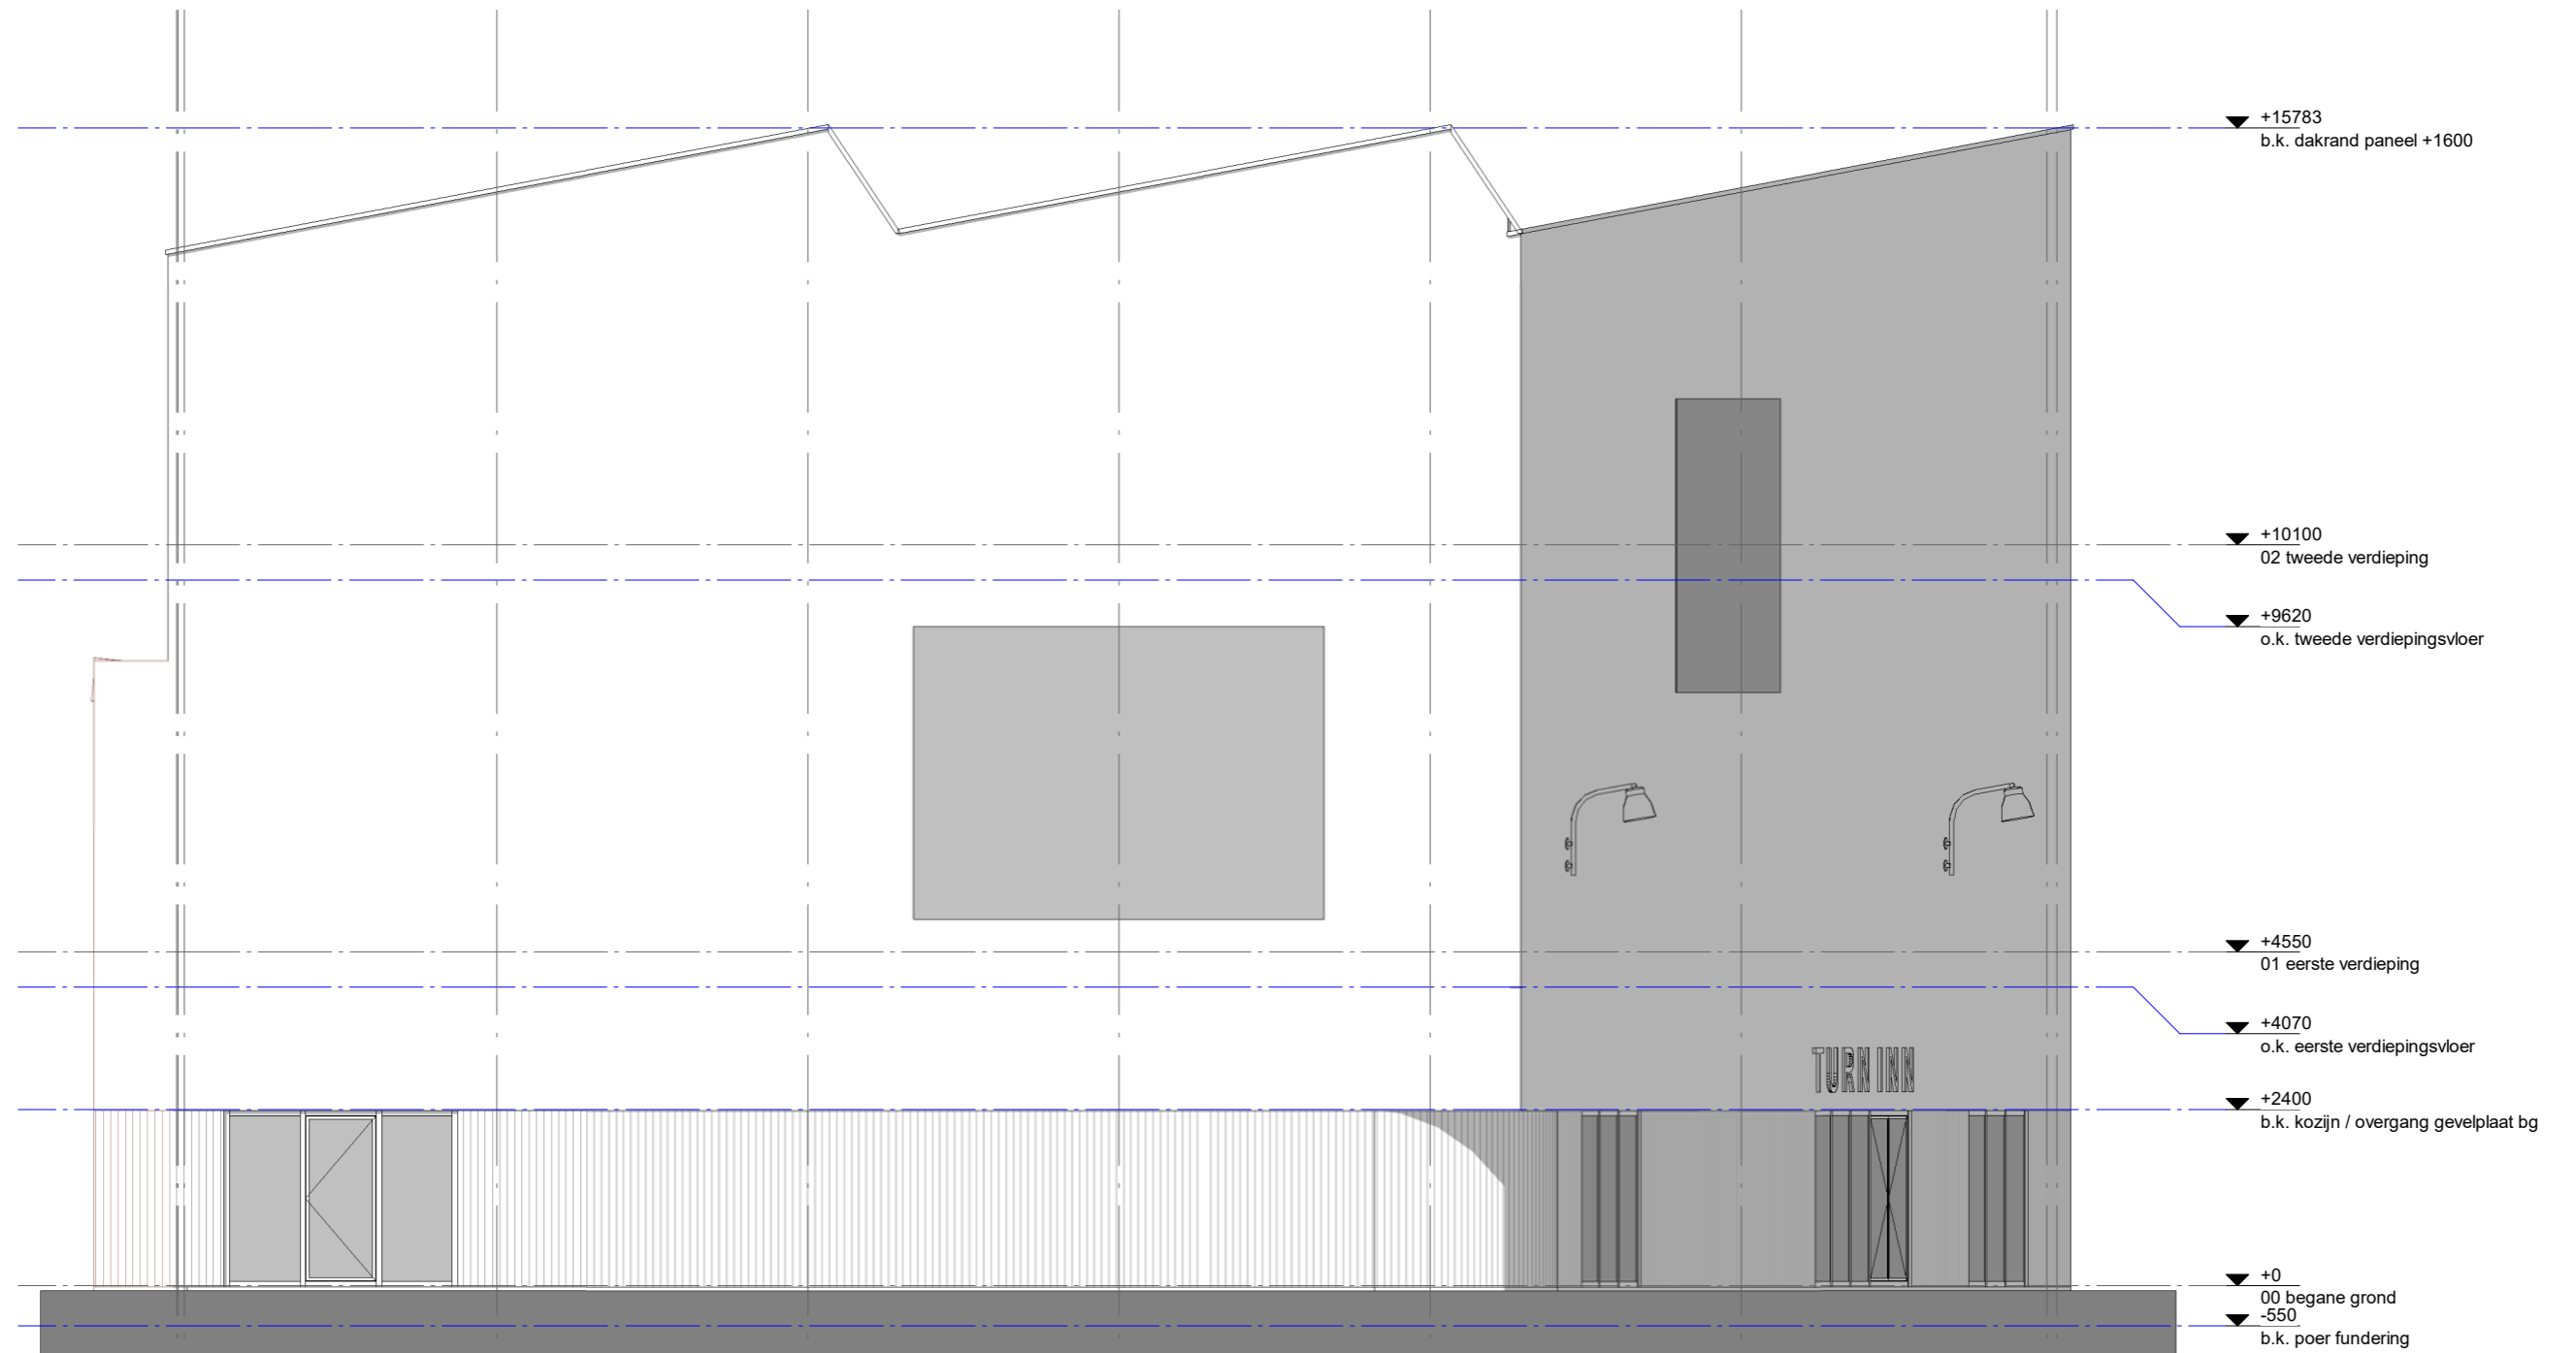 +15783
b.k. dakrand paneel +1600
+10100
02 tweede verdieping
+9620
o.k. tweede verdiepingsvloer
+4550
01 eerste verdieping
+4070
o.k. eerste verdiepingsvloer
TURN INN
+2400
b.k. kozijn / overgang gevelplaat bg
+0
00 begane grond
-550
b.k. poer fundering